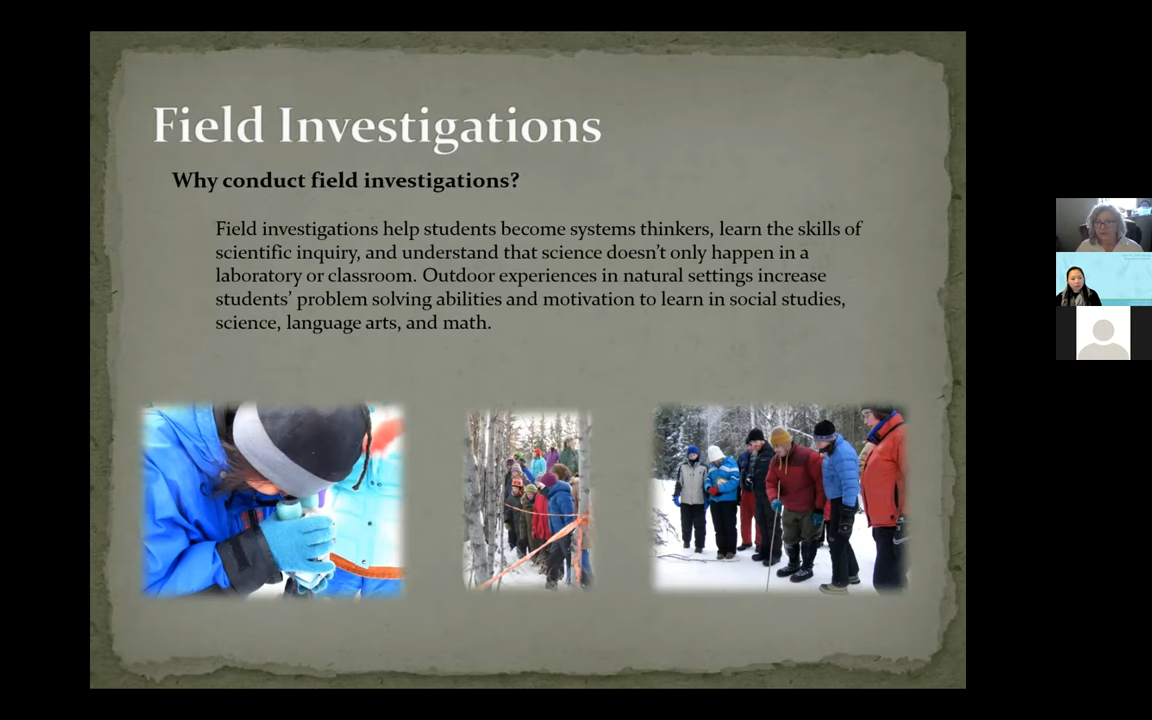 Field Investigations
Why conduct field investigations?
Field investigations help students become systems thinkers, learn the skills of
scientific inquiry, and understand that science doesn't only happen in a
laboratory or classroom. Outdoor experiences in natural settings increase
students' problem solving abilities and motivation to learn in social studies,
science, language arts, and math.